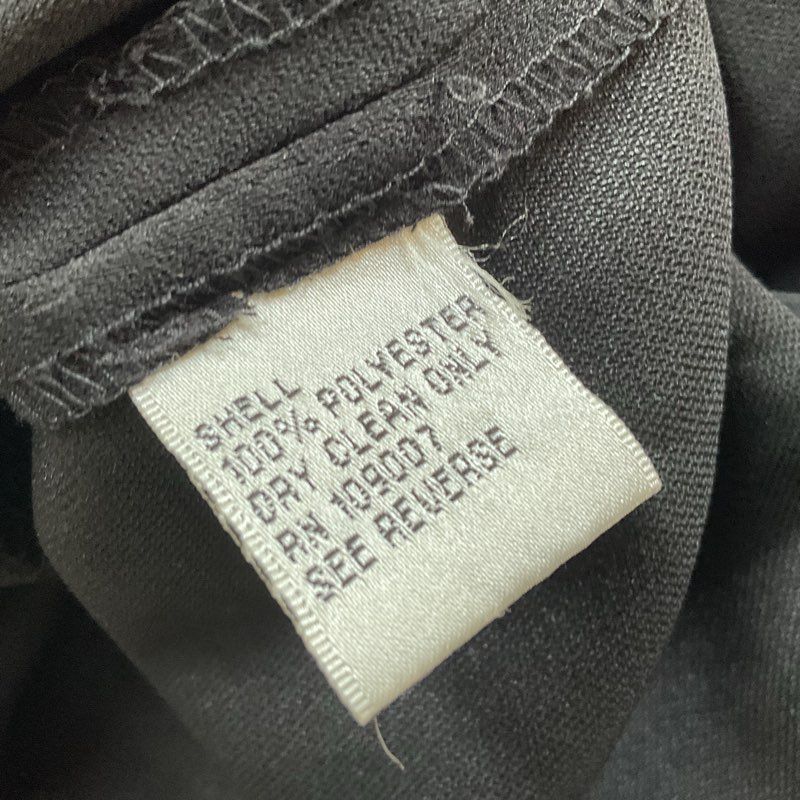 SHELL
100% POLYESTER
DRY CLEAN ONLY
RN 109007
SEE REVERSE